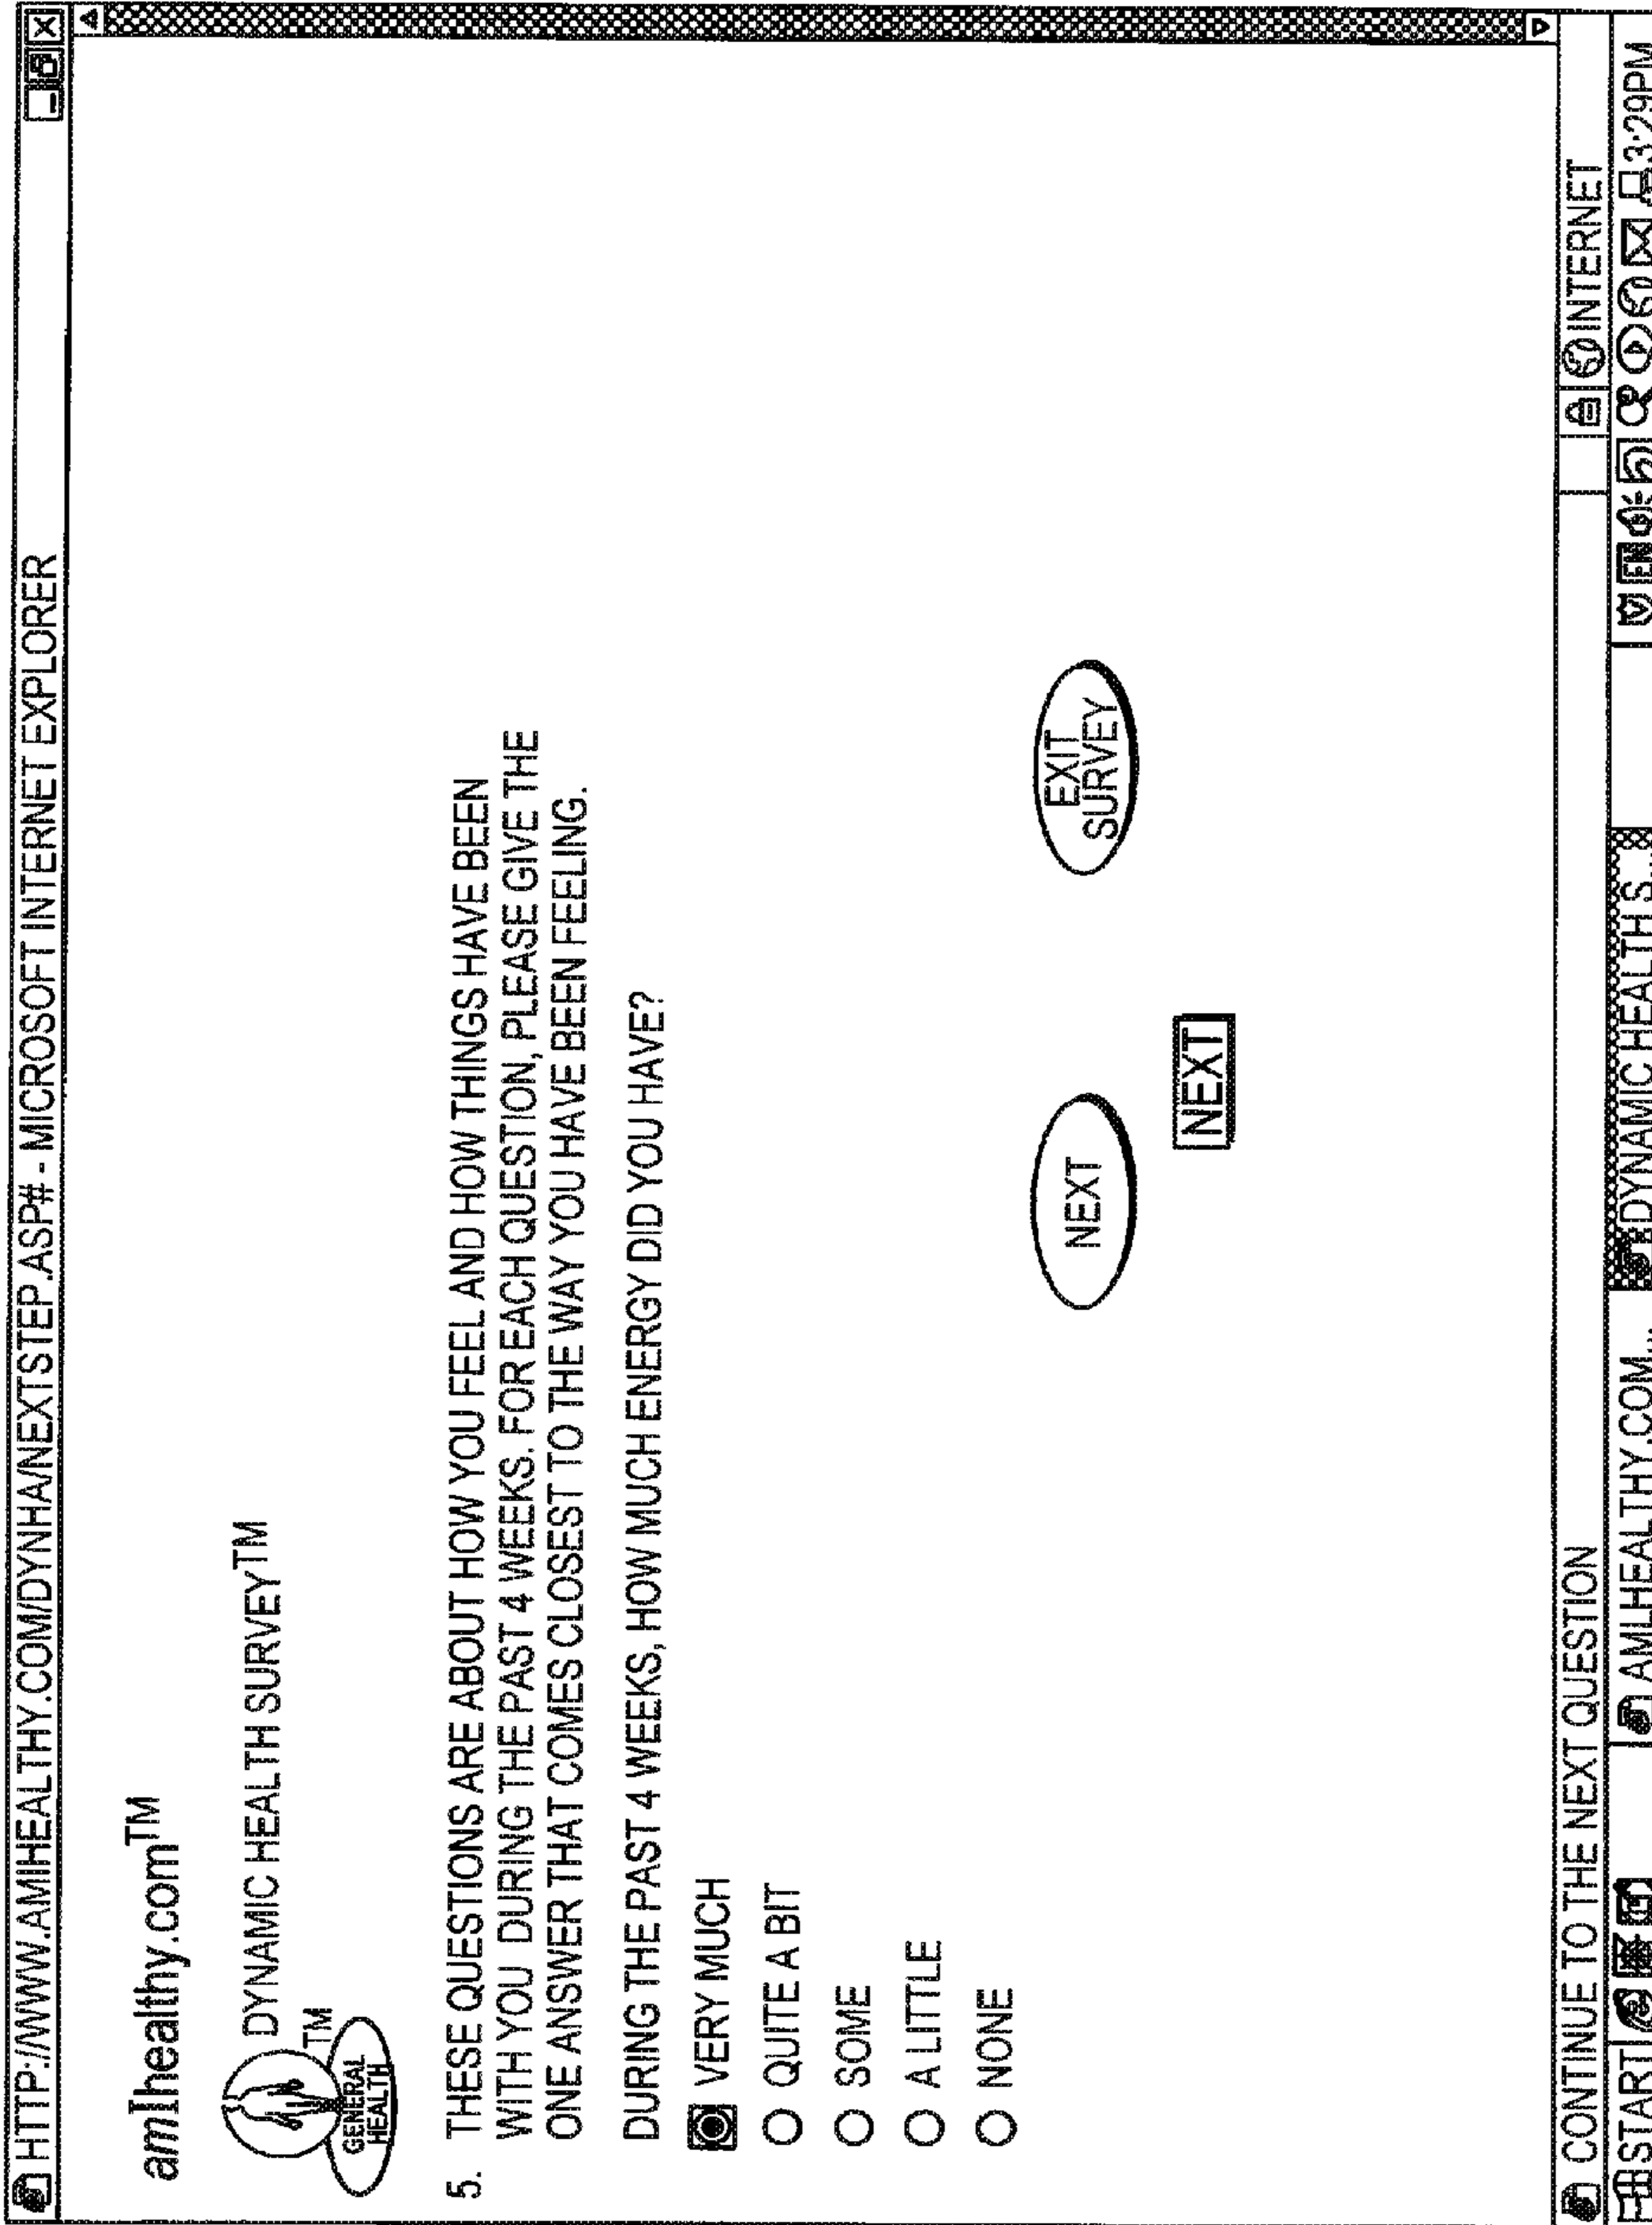 HTTP://WWW.AMIHEALTHY.COM/DYNHA/NEXTSTEP.ASP# - MICROSOFT INTERNET EXPLORER
amIhealthy.com™
DYNAMIC HEALTH SURVEY™
TM
GENERAL
HEALTH
5. THESE QUESTIONS ARE ABOUT HOW YOU FEEL AND HOW THINGS HAVE BEEN
WITH YOU DURING THE PAST 4 WEEKS. FOR EACH QUESTION, PLEASE GIVE THE
ONE ANSWER THAT COMES CLOSEST TO THE WAY YOU HAVE BEEN FEELING.
DURING THE PAST 4 WEEKS, HOW MUCH ENERGY DID YOU HAVE?
VERY MUCH
QUITE A BIT
SOME
A LITTLE
NONE
NEXT
EXIT
SURVEY
NEXT
CONTINUE TO THE NEXT QUESTION
INTERNET
START
AMLHEALTHY.COM...
DYNAMIC HEALTH S...
EN
3:29PM